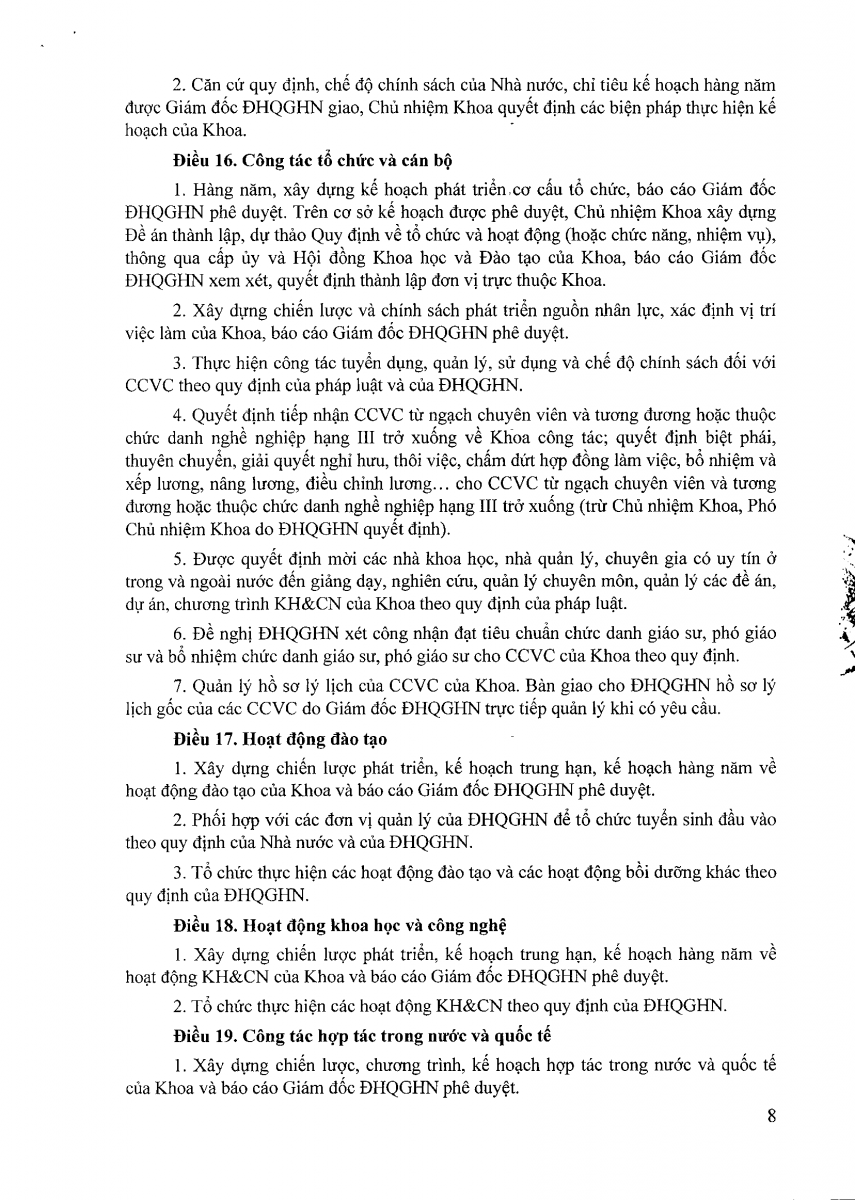 2. Căn cứ quy định, chế độ chính sách của Nhà nước, chỉ tiêu kế hoạch hàng năm
được Giám đốc ĐHQGHN giao, Chủ nhiệm Khoa quyết định các biện pháp thực hiện kế
hoạch của Khoa.
Điều 16. Công tác tổ chức và cán bộ
1. Hàng năm, xây dựng kế hoạch phát triển cơ cấu tổ chức, báo cáo Giám đốc
ĐHQGHN phê duyệt. Trên cơ sở kế hoạch được phê duyệt, Chủ nhiệm Khoa xây dựng
Đề án thành lập, dự thảo Quy định về tổ chức và hoạt động (hoặc chức năng, nhiệm vụ),
thông qua cấp ủy và Hội đồng Khoa học và Đào tạo của Khoa, báo cáo Giám đốc
ĐHQGHN xem xét, quyết định thành lập đơn vị trực thuộc Khoa.
2. Xây dựng chiến lược và chính sách phát triển nguồn nhân lực, xác định vị trí
việc làm của Khoa, báo cáo Giám đốc ĐHQGHN phê duyệt.
3. Thực hiện công tác tuyển dụng, quản lý, sử dụng và chế độ chính sách đối với
CCVC theo quy định của pháp luật và của ĐHQGHN.
4. Quyết định tiếp nhận CCVC từ ngạch chuyên viên và tương đương hoặc thuộc
chức danh nghề nghiệp hạng III trở xuống về Khoa công tác; quyết định biệt phái,
thuyên chuyển, giải quyết nghỉ hưu, thôi việc, chấm dứt hợp đồng làm việc, bổ nhiệm và
xếp lương, nâng lương, điều chỉnh lương… cho CCVC từ ngạch chuyên viên và tương
đương hoặc thuộc chức danh nghề nghiệp hạng III trở xuống (trừ Chủ nhiệm Khoa, Phó
Chủ nhiệm Khoa do ĐHQGHN quyết định).
5. Được quyết định mời các nhà khoa học, nhà quản lý, chuyên gia có uy tín ở
trong và ngoài nước đến giảng dạy, nghiên cứu, quản lý chuyên môn, quản lý các đề án,
dự án, chương trình KH&CN của Khoa theo quy định của pháp luật.
6. Đề nghị ĐHQGHN xét công nhận đạt tiêu chuẩn chức danh giáo sư, phó giáo
sư và bổ nhiệm chức danh giáo sư, phó giáo sư cho CCVC của Khoa theo quy định.
7. Quản lý hồ sơ lý lịch của CCVC của Khoa. Bàn giao cho ĐHQGHN hồ sơ lý
lịch gốc của các CCVC do Giám đốc ĐHQGHN trực tiếp quản lý khi có yêu cầu.
Điều 17. Hoạt động đào tạo
1. Xây dựng chiến lược phát triển, kế hoạch trung hạn, kế hoạch hàng năm về
hoạt động đào tạo của Khoa và báo cáo Giám đốc ĐHQGHN phê duyệt.
2. Phối hợp với các đơn vị quản lý của ĐHQGHN để tổ chức tuyển sinh đầu vào
theo quy định của Nhà nước và của ĐHQGHN.
3. Tổ chức thực hiện các hoạt động đào tạo và các hoạt động bồi dưỡng khác theo
quy định của ĐHQGHN.
Điều 18. Hoạt động khoa học và công nghệ
1. Xây dựng chiến lược phát triển, kế hoạch trung hạn, kế hoạch hàng năm về
hoạt động KH&CN của Khoa và báo cáo Giám đốc ĐHQGHN phê duyệt.
2. Tổ chức thực hiện các hoạt động KH&CN theo quy định của ĐHQGHN.
Điều 19. Công tác hợp tác trong nước và quốc tế
1. Xây dựng chiến lược, chương trình, kế hoạch hợp tác trong nước và quốc tế
của Khoa và báo cáo Giám đốc ĐHQGHN phê duyệt.
8